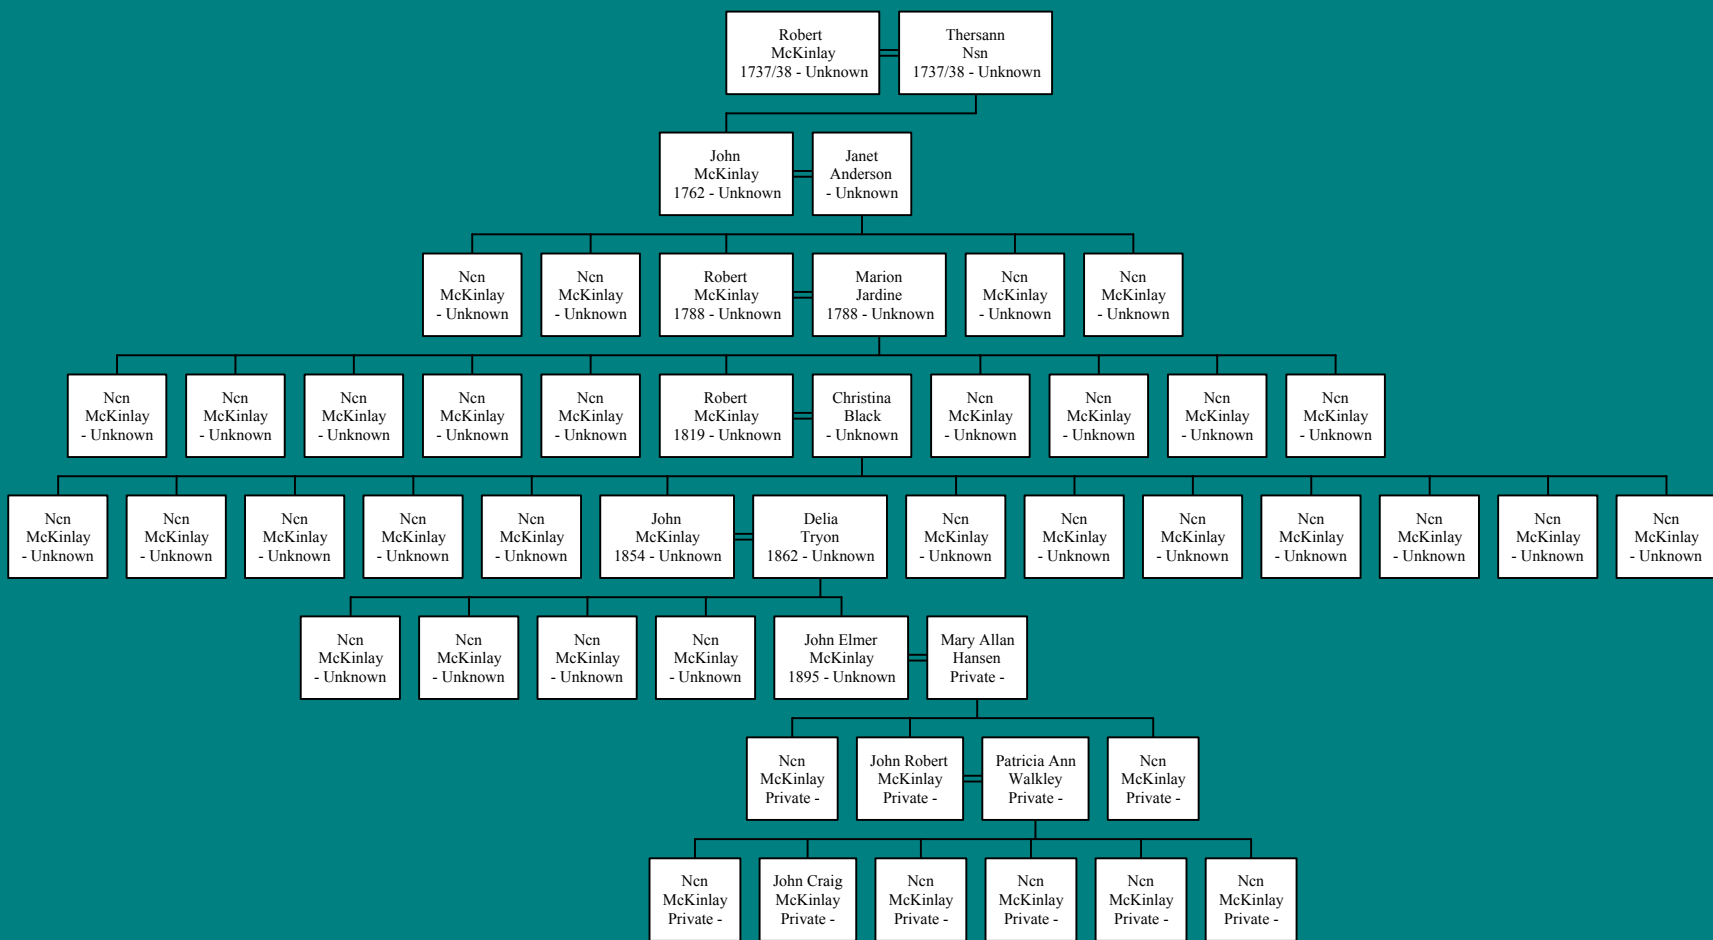 Robert
McKinlay
1737/38 - Unknown
Thersann
Nsn
1737/38 - Unknown
John
McKinlay
1762 - Unknown
Janet
Anderson
- Unknown
Ncn
McKinlay
- Unknown
Ncn
McKinlay
- Unknown
Robert
McKinlay
1788 - Unknown
Marion
Jardine
1788 - Unknown
Ncn
McKinlay
- Unknown
Ncn
McKinlay
- Unknown
Ncn
McKinlay
- Unknown
Ncn
McKinlay
- Unknown
Ncn
McKinlay
- Unknown
Ncn
McKinlay
- Unknown
Ncn
McKinlay
- Unknown
Robert
McKinlay
1819 - Unknown
Christina
Black
- Unknown
Ncn
McKinlay
- Unknown
Ncn
McKinlay
- Unknown
Ncn
McKinlay
- Unknown
Ncn
McKinlay
- Unknown
Ncn
McKinlay
- Unknown
Ncn
McKinlay
- Unknown
Ncn
McKinlay
- Unknown
Ncn
McKinlay
- Unknown
Ncn
McKinlay
- Unknown
John
McKinlay
1854 - Unknown
Delia
Tryon
1862 - Unknown
Ncn
McKinlay
- Unknown
Ncn
McKinlay
- Unknown
Ncn
McKinlay
- Unknown
Ncn
McKinlay
- Unknown
Ncn
McKinlay
- Unknown
Ncn
McKinlay
- Unknown
Ncn
McKinlay
- Unknown
Ncn
McKinlay
- Unknown
Ncn
McKinlay
- Unknown
Ncn
McKinlay
- Unknown
Ncn
McKinlay
- Unknown
John Elmer
McKinlay
1895 - Unknown
Mary Allan
Hansen
Private -
Ncn
McKinlay
Private -
John Robert
McKinlay
Private -
Patricia Ann
Walkley
Private -
Ncn
McKinlay
Private -
Ncn
McKinlay
Private -
John Craig
McKinlay
Private -
Ncn
McKinlay
Private -
Ncn
McKinlay
Private -
Ncn
McKinlay
Private -
Ncn
McKinlay
Private -